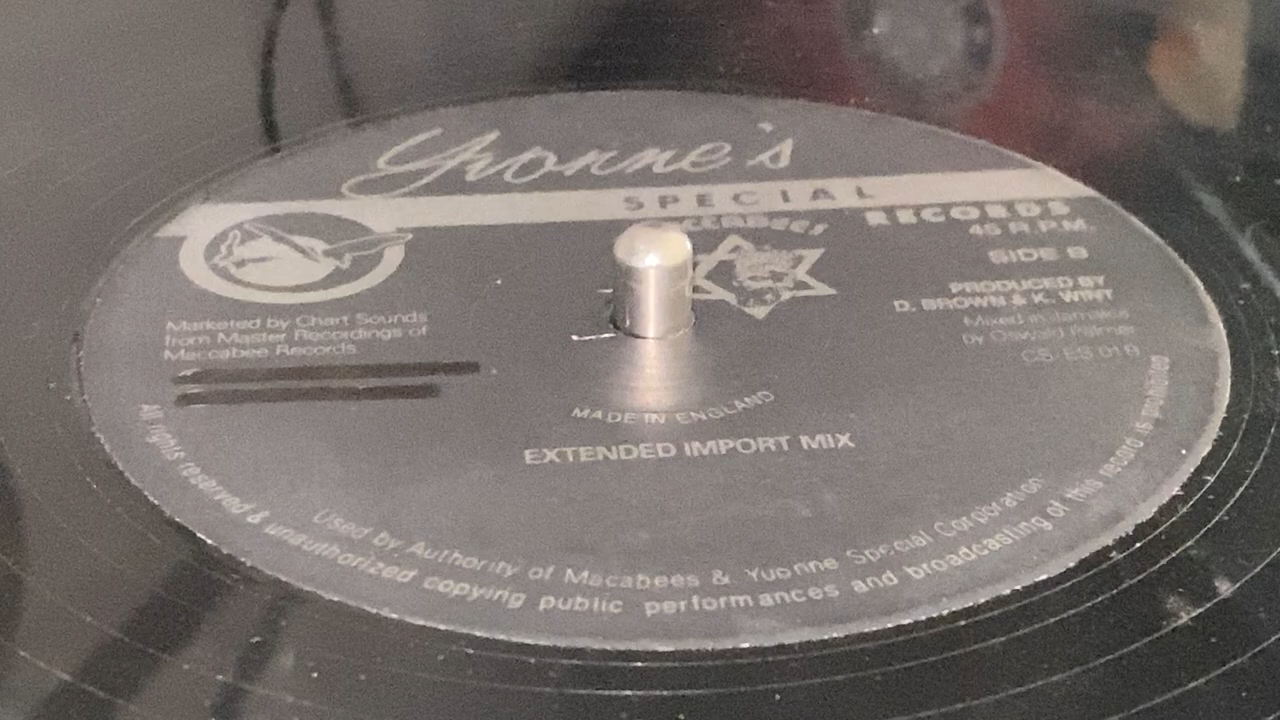 Yvonne's
SPECIAL
RECORDS
45 R.P.M.
SIDE B
PRODUCED BY
D. BROWN & K. WINT
Mixed in Jamaica
by Oswald Palmer
CS ES 019
Marketed by Chart Sounds
from Master Recordings of
Maccabee Records
MADE IN ENGLAND
EXTENDED IMPORT MIX
Used by Authority of Macabees & Yvonne Special Corporation
All rights reserved & unauthorized copying public performances and broadcasting of this record is prohibited